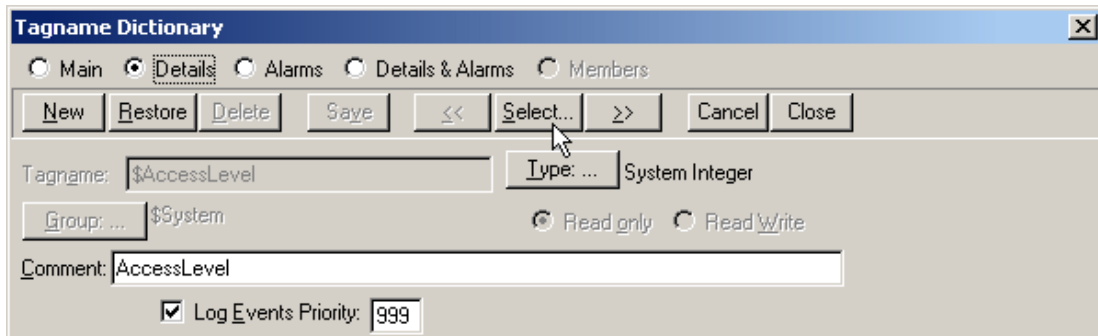 Tagname Dictionary
Main Details Alarms Details & Alarms Members
New Restore Delete Save << Select... >> Cancel Close
Tagname: $AccessLevel Type: ... System Integer
Group: ... $System Read only Read Write
Comment: AccessLevel
Log Events Priority: 999